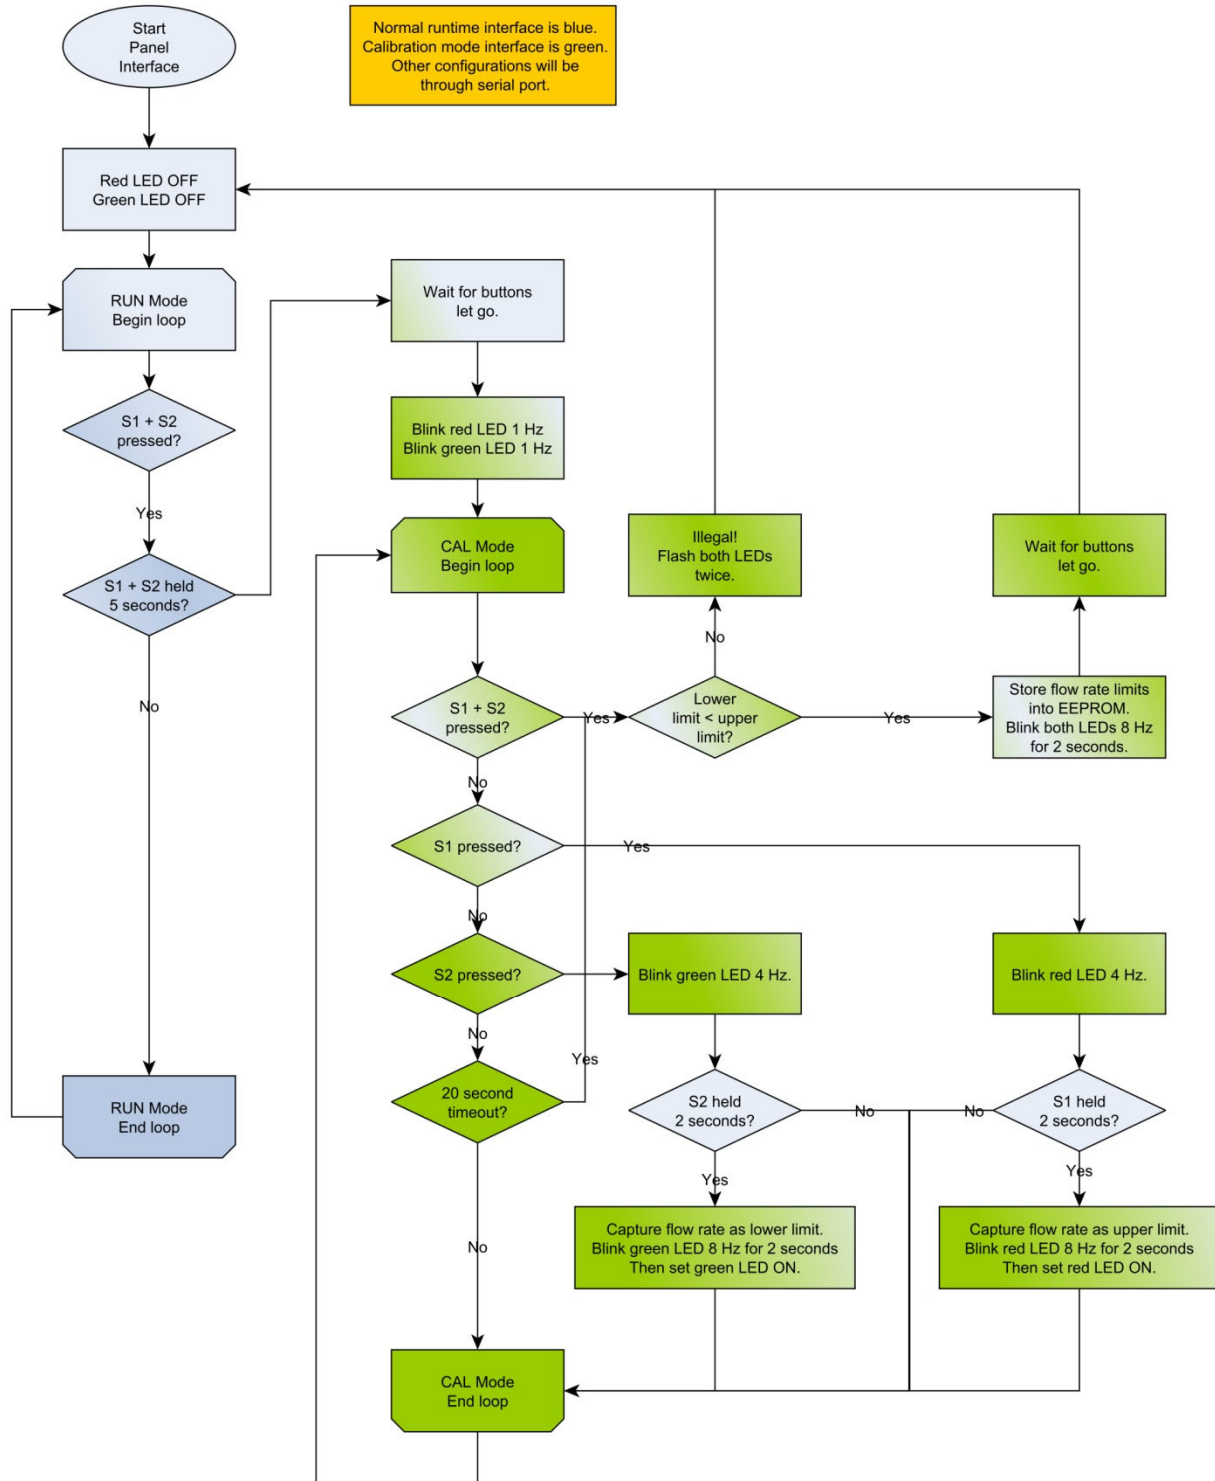 Start
Panel
Interface
Normal runtime interface is blue.
Calibration mode interface is green.
Other configurations will be
through serial port.
Red LED OFF
Green LED OFF
RUN Mode
Begin loop
Wait for buttons
let go.
S1 + S2
pressed?
Blink red LED 1 Hz
Blink green LED 1 Hz
Yes
S1 + S2 held
5 seconds?
CAL Mode
Begin loop
Illegal!
Flash both LEDs
twice.
Wait for buttons
let go.
No
No
S1 + S2
pressed?
Yes
Lower
limit < upper
limit?
Yes
Store flow rate limits
into EEPROM.
Blink both LEDs 8 Hz
for 2 seconds.
No
S1 pressed?
Yes
No
S2 pressed?
Blink green LED 4 Hz.
Blink red LED 4 Hz.
No
Yes
20 second
timeout?
RUN Mode
End loop
S2 held
2 seconds?
No
No
S1 held
2 seconds?
Yes
Yes
Capture flow rate as lower limit.
Blink green LED 8 Hz for 2 seconds
Then set green LED ON.
Capture flow rate as upper limit.
Blink red LED 8 Hz for 2 seconds
Then set red LED ON.
No
CAL Mode
End loop